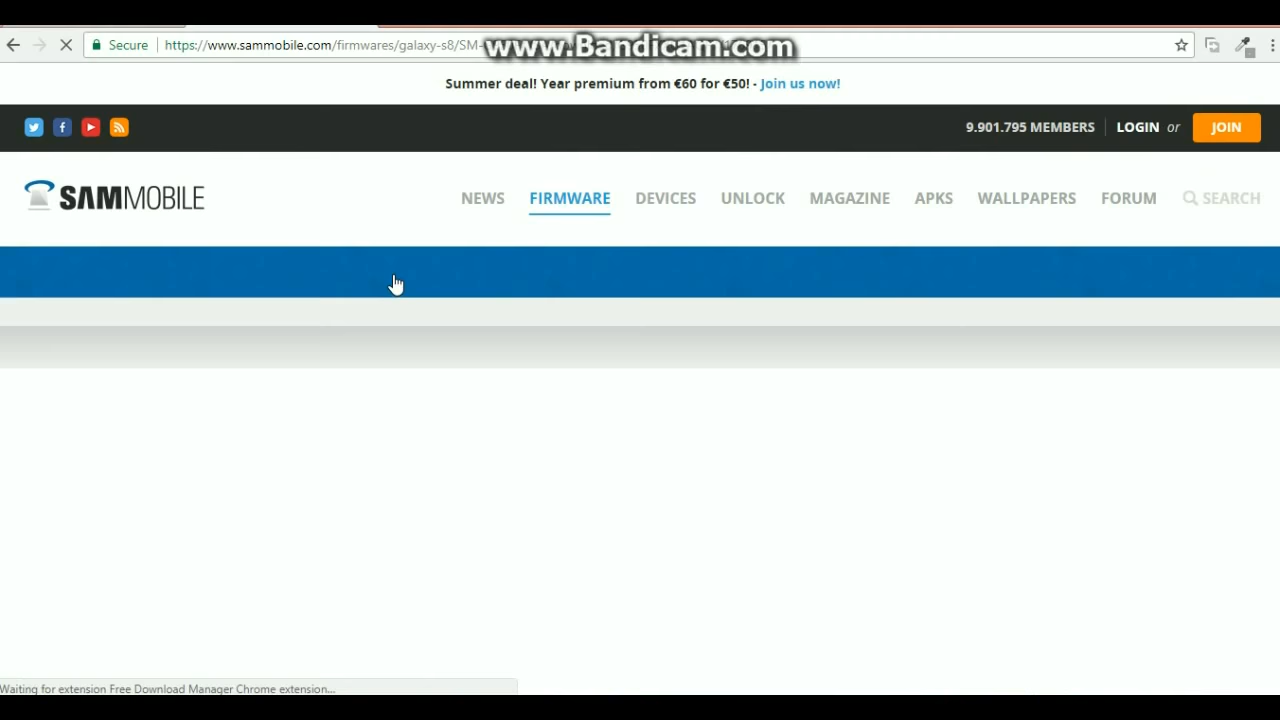 Secure
https://www.sammobile.com/firmwares/galaxy-s8/SM-
www.Bandicam.com
Summer deal! Year premium from €60 for €50! - Join us now!
9.901.795 MEMBERS LOGIN or JOIN
SAMMOBILE
NEWS FIRMWARE DEVICES UNLOCK MAGAZINE APKS WALLPAPERS FORUM SEARCH
Waiting for extension Free Download Manager Chrome extension...